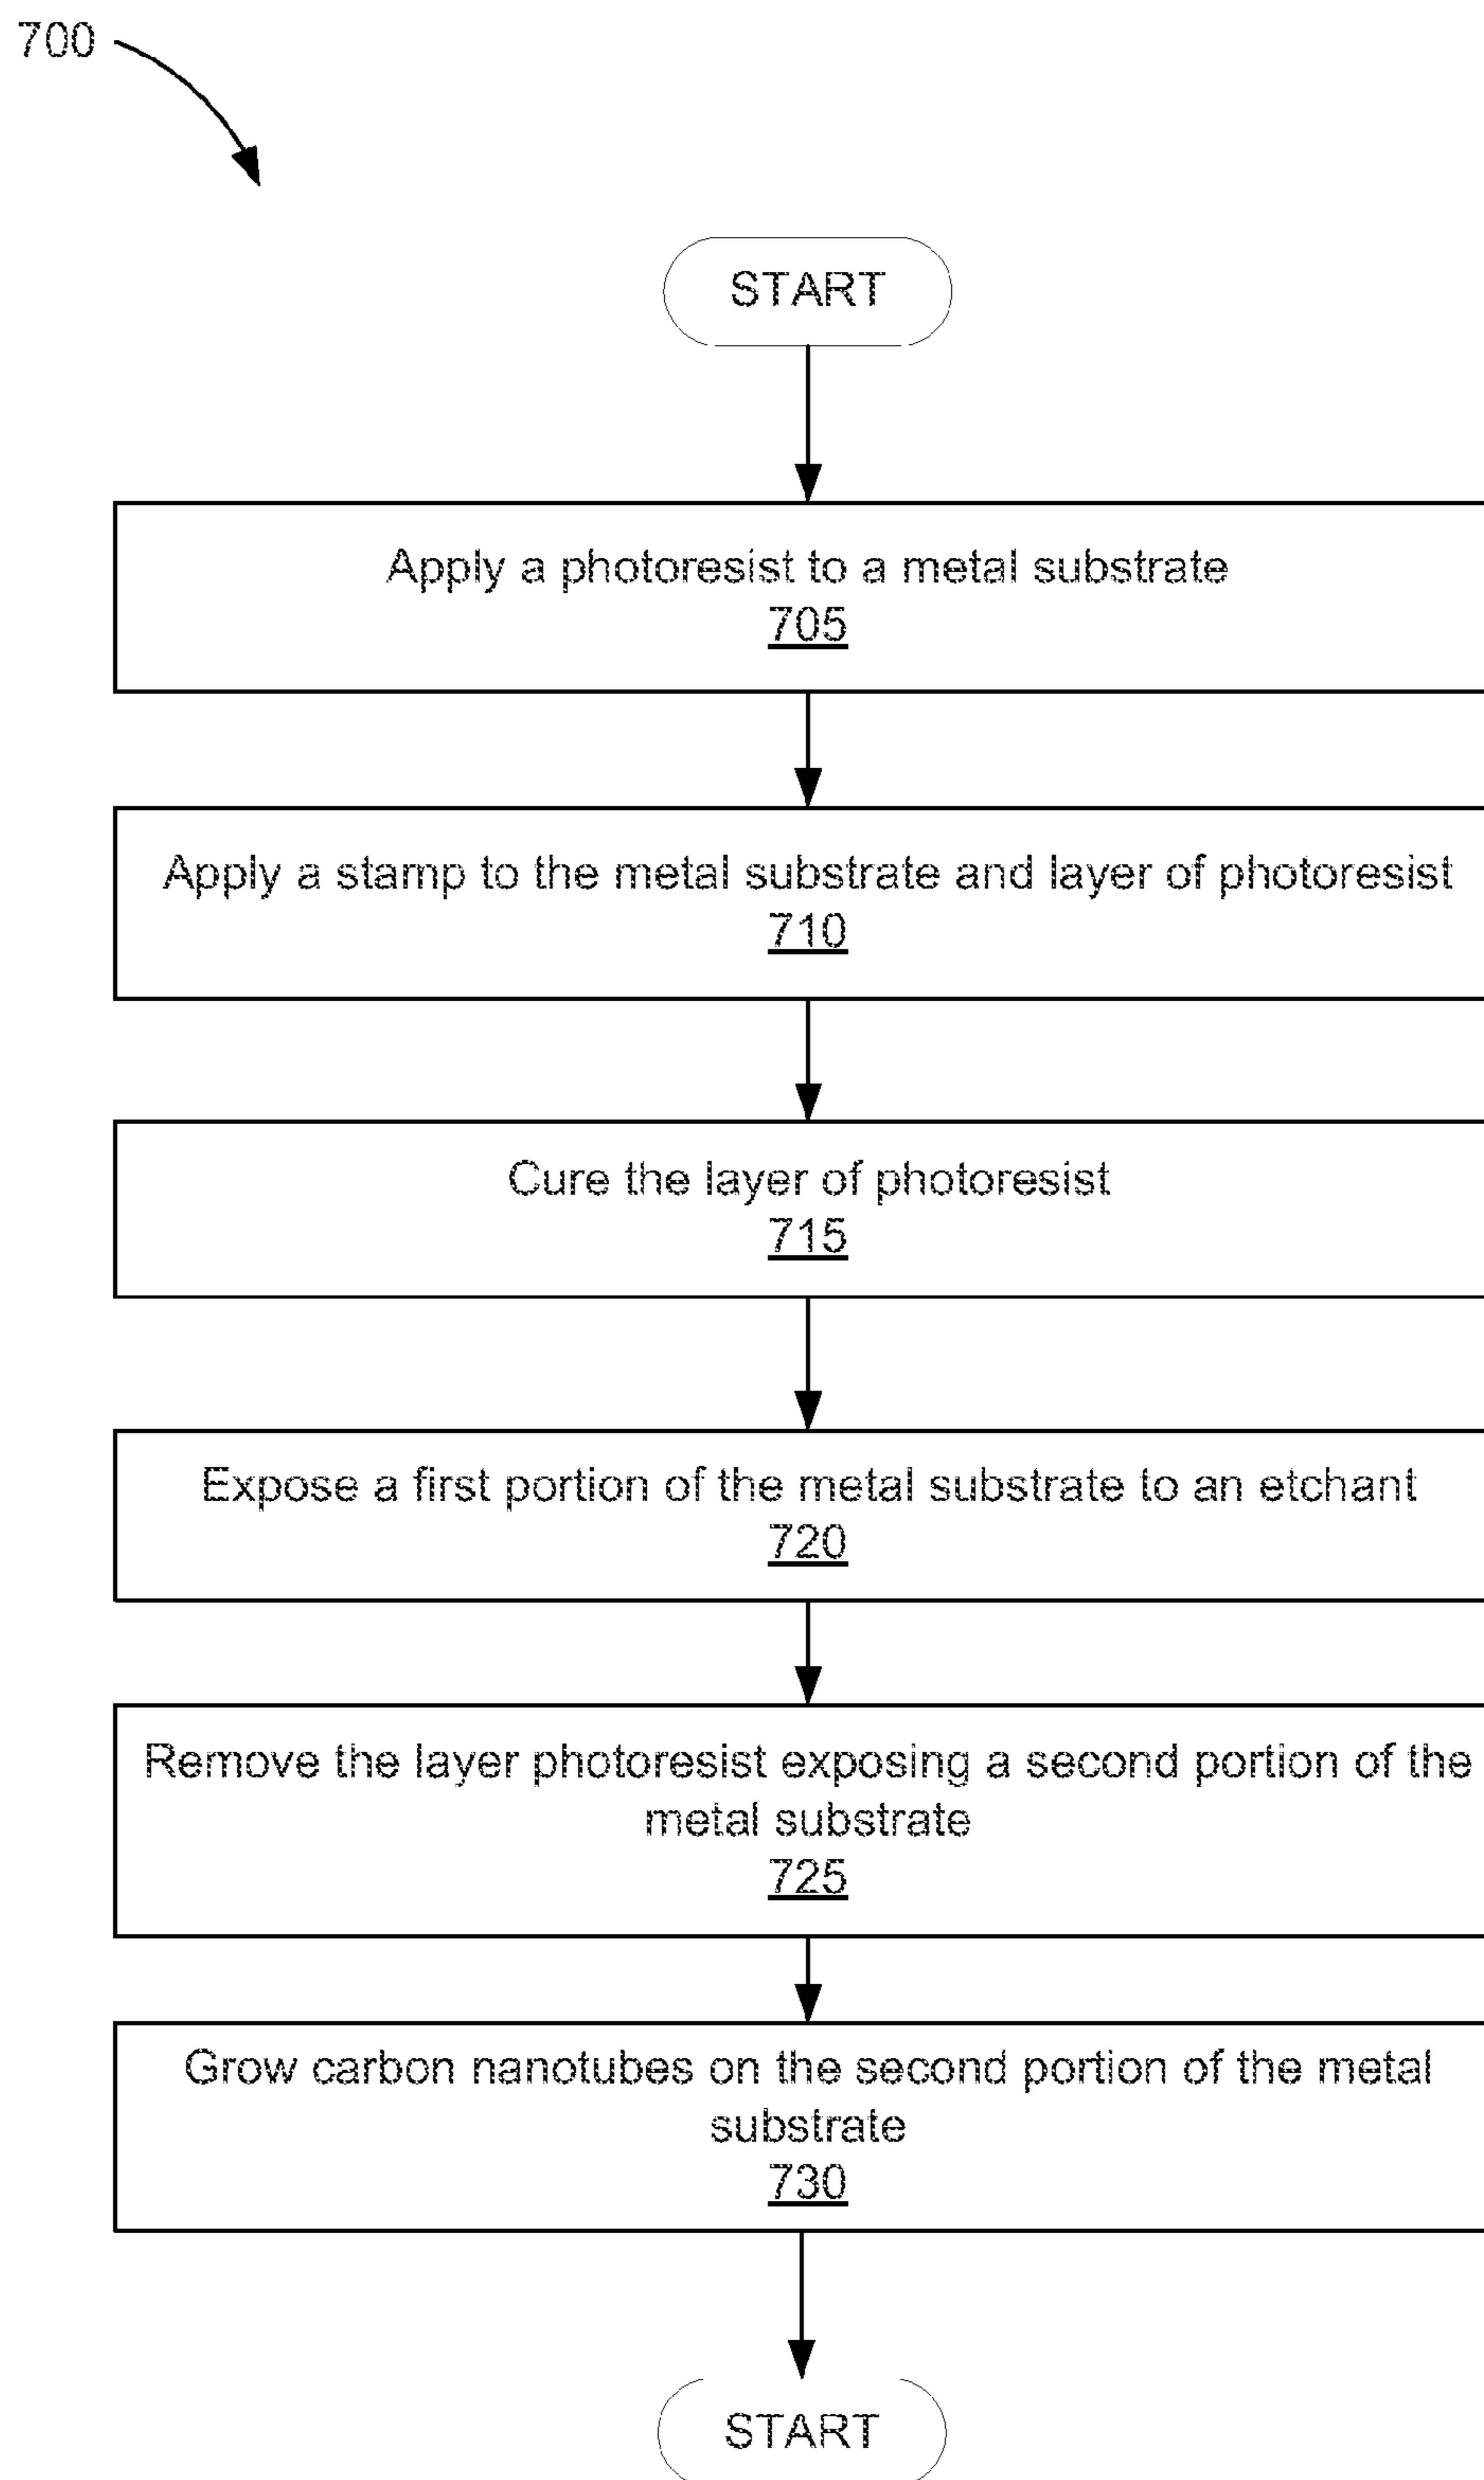 700
START
Apply a photoresist to a metal substrate
705
Apply a stamp to the metal substrate and layer of photoresist
710
Cure the layer of photoresist
715
Expose a first portion of the metal substrate to an etchant
720
Remove the layer photoresist exposing a second portion of the
metal substrate
725
Grow carbon nanotubes on the second portion of the metal
substrate
730
START